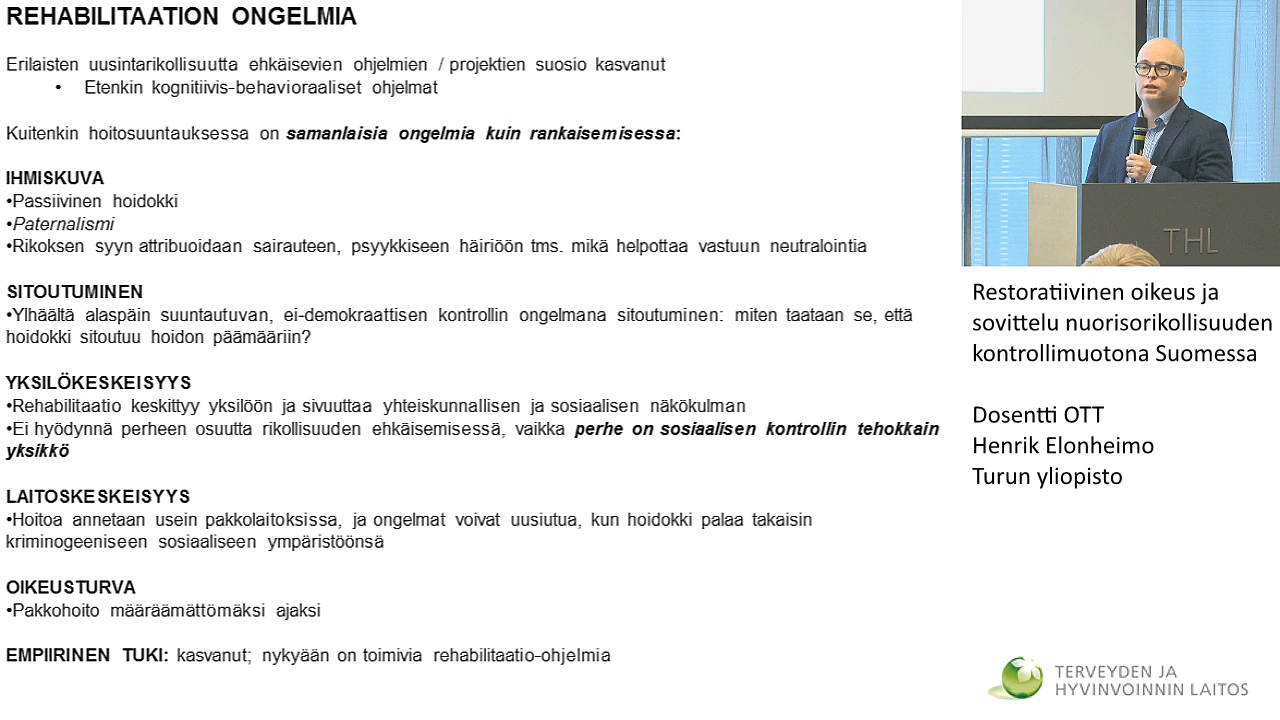 REHABILITAATION ONGELMIA
Erilaisten uusintarikollisuutta ehkäisevien ohjelmien / projektien suosio kasvanut
• Etenkin kognitiivis-behavioraaliset ohjelmat
Kuitenkin hoitosuuntauksessa on samanlaisia ongelmia kuin rankaisemisessa:
IHMISKUVA
•Passiivinen hoidokki
•Paternalismi
•Rikoksen syyn attribuoidaan sairauteen, psyykkiseen häiriöön tms. mikä helpottaa vastuun neutralointia
SITOUTUMINEN
•Ylhäältä alaspäin suuntautuvan, ei-demokraattisen kontrollin ongelmana sitoutuminen: miten taataan se, että
hoidokki sitoutuu hoidon päämääriin?
YKSILÖKESKEISYYS
•Rehabilitaatio keskittyy yksilöön ja sivuuttaa yhteiskunnallisen ja sosiaalisen näkökulman
•Ei hyödynnä perheen osuutta rikollisuuden ehkäisemisessä, vaikka perhe on sosiaalisen kontrollin tehokkain
yksikkö
LAITOSKESKEISYYS
•Hoitoa annetaan usein pakkolaitoksissa, ja ongelmat voivat uusiutua, kun hoidokki palaa takaisin
kriminogeeniseen sosiaaliseen ympäristöönsä
OIKEUSTURVA
•Pakkohoito määräämättömäksi ajaksi
EMPIIRINEN TUKI: kasvanut; nykyään on toimivia rehabilitaatio-ohjelmia
THL
Restoratiivinen oikeus ja
sovittelu nuorisorikollisuuden
kontrollimuotona Suomessa
Dosentti OTT
Henrik Elonheimo
Turun yliopisto
TERVEYDEN JA
HYVINVOINNIN LAITOS